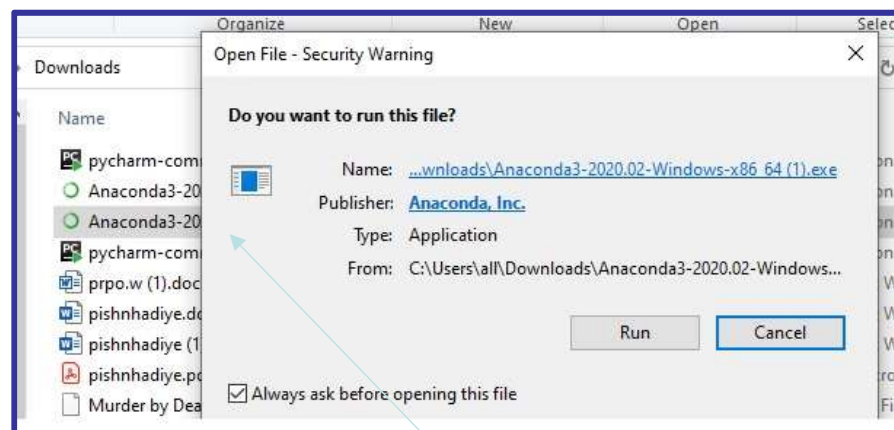 Organize New Open Selec
Downloads
Open File - Security Warning
Name
Do you want to run this file?
pycharm-com
Anaconda3-20
Anaconda3-20
pycharm-com
prpo.w (1).doc
pishnhadiye.do
pishnhadiye (1
pishnhadiye.pd
Murder by Dea
Name: ...wnloads\Anaconda3-2020.02-Windows-x86_64 (1).exe
Publisher: Anaconda, Inc.
Type: Application
From: C:\Users\all\Downloads\Anaconda3-2020.02-Windows...
Run Cancel
Always ask before opening this file